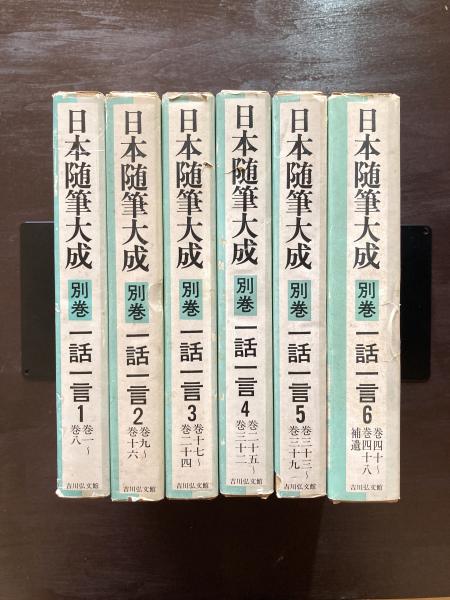 日本随筆大成
別巻
一話一言
1
巻一～
巻八
吉川弘文館
日本随筆大成
別巻
一話一言
2
巻九～
巻十六
吉川弘文館
日本随筆大成
別巻
一話一言
3
巻十七～
巻二十四
吉川弘文館
日本随筆大成
別巻
一話一言
4
巻二十五～
巻三十二
吉川弘文館
日本随筆大成
別巻
一話一言
5
巻三十三～
巻三十九
吉川弘文館
日本随筆大成
別巻
一話一言
6
巻四十～
巻四十八
補遺
吉川弘文館